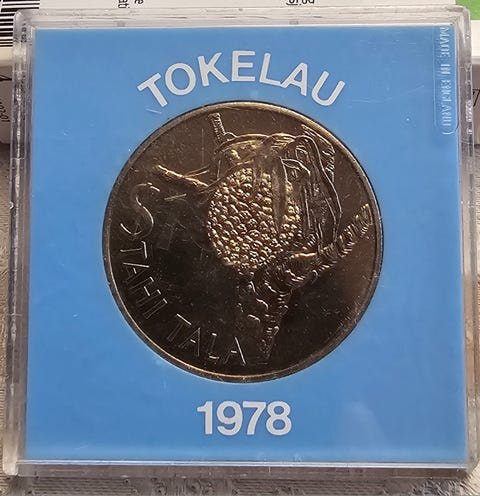 TOKELAU
MADE IN ENGLAND
$1
TAHI TALA
1978